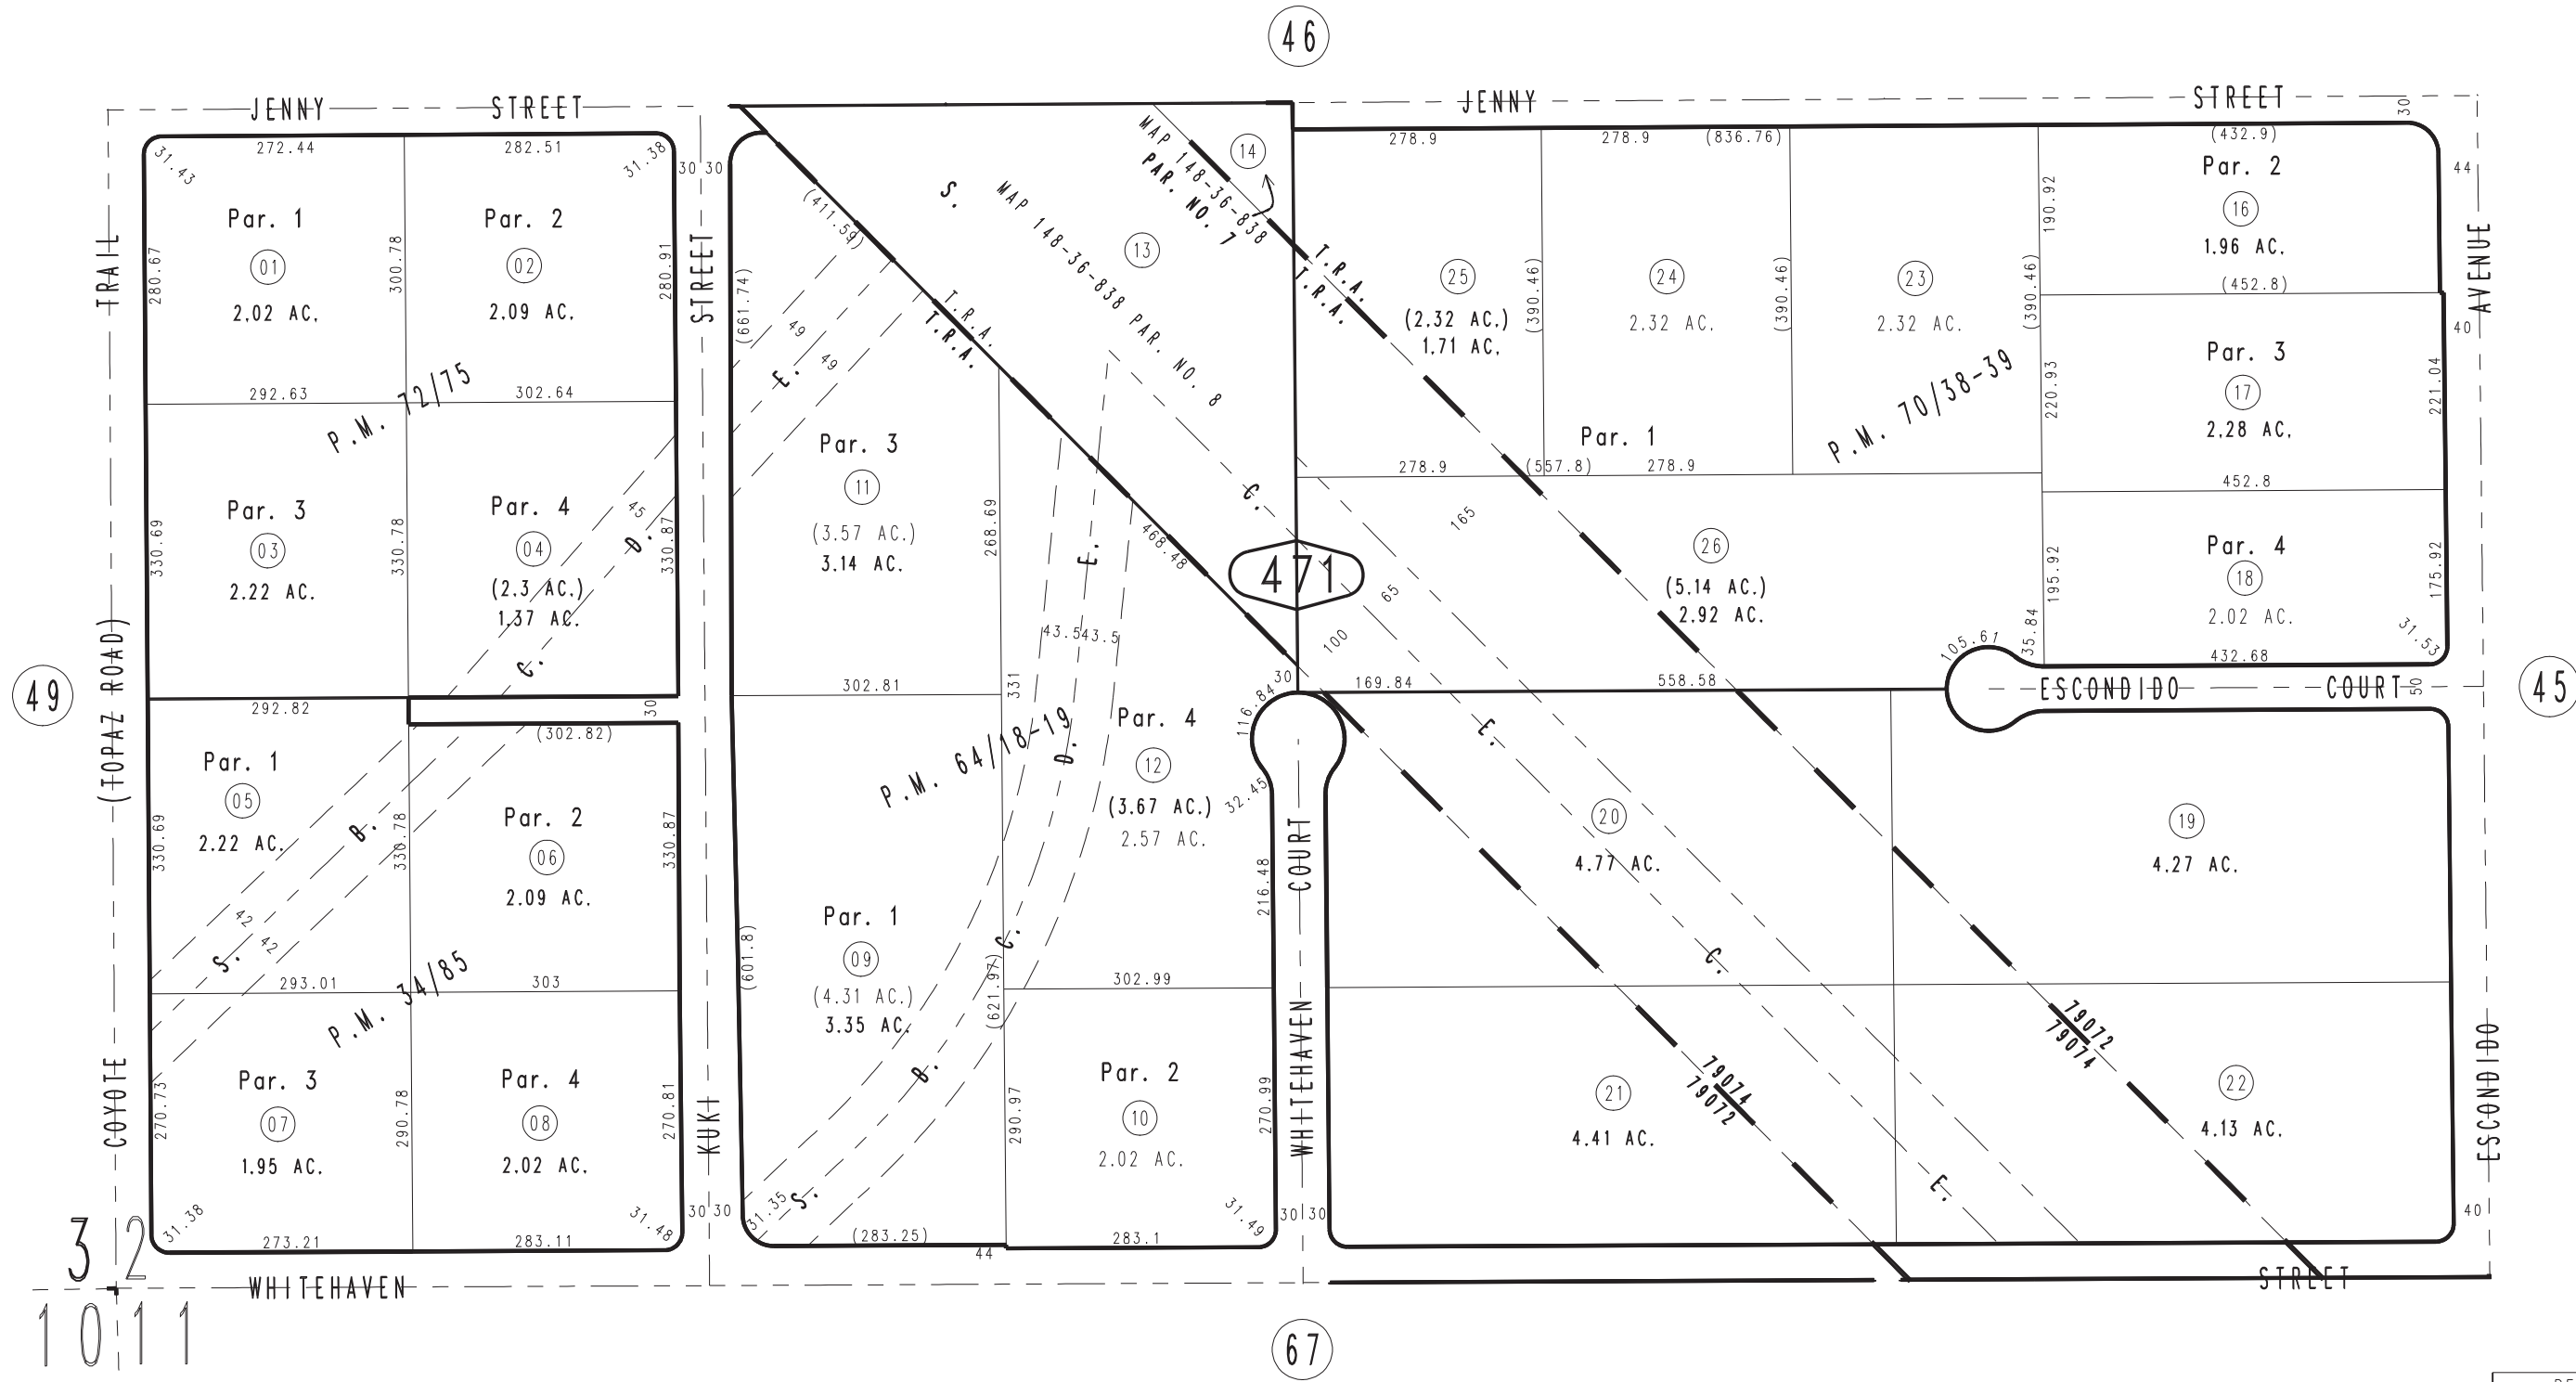 46
JENNY STREET
JENNY STREET
30
31.43
272.44
282.51
31.38
30 30
Par. 1
01
2.02 AC.
280.67
300.78
Par. 2
02
2.09 AC.
280.91
292.63
302.64
P.M. 72/75
Par. 3
03
2.22 AC.
330.69
330.78
Par. 4
04
(2.3 AC.)
1.37 AC.
330.87
45
D.
C.
292.82
30
(302.82)
Par. 1
05
2.22 AC.
330.69
330.78
B.
S.
42
42
Par. 2
06
2.09 AC.
330.87
293.01
303
P.M. 34/85
Par. 3
07
1.95 AC.
270.73
290.78
Par. 4
08
2.02 AC.
270.81
31.38
273.21
283.11
31.48
30 30
COYOTE TRAIL
(TOPAZ ROAD)
49
KUKI STREET
(661.74)
(411.59)
S.
MAP 148-36-838 PAR. NO. 8
13
MAP 148-36-838
PAR. NO. 7
14
T.R.A.
T.R.A.
T.R.A.
T.R.A.
49
49
E.
Par. 3
11
(3.57 AC.)
3.14 AC.
268.69
302.81
331
468.48
E.
43.5
43.5
D.
C.
471
P.M. 64/18-19
Par. 4
12
(3.67 AC.)
2.57 AC.
116.84
32.45
216.48
C.
Par. 1
09
(4.31 AC.)
3.35 AC.
(601.8)
(621.97)
302.99
B.
S.
Par. 2
10
2.02 AC.
290.97
270.99
31.35
(283.25)
44
283.1
31.49
30 30
WHITEHAVEN COURT
278.9
278.9
(836.76)
(432.9)
25
(2.32 AC.)
1.71 AC.
(390.46)
24
2.32 AC.
(390.46)
23
2.32 AC.
(390.46)
Par. 1
278.9
(557.8)
278.9
P.M. 70/38-39
190.92
Par. 2
16
1.96 AC.
(452.8)
44
40
220.93
Par. 3
17
2.28 AC.
221.04
452.8
195.92
Par. 4
18
2.02 AC.
175.92
35.84
105.61
432.68
31.53
165
65
100
26
(5.14 AC.)
2.92 AC.
30
169.84
558.58
ESCONDIDO COURT
50
45
E.
20
4.77 AC.
C.
19
4.27 AC.
79072
79074
79074
79072
21
4.41 AC.
E.
22
4.13 AC.
40
ESCONDIDO AVENUE
3 2
10 11
WHITEHAVEN STREET
67